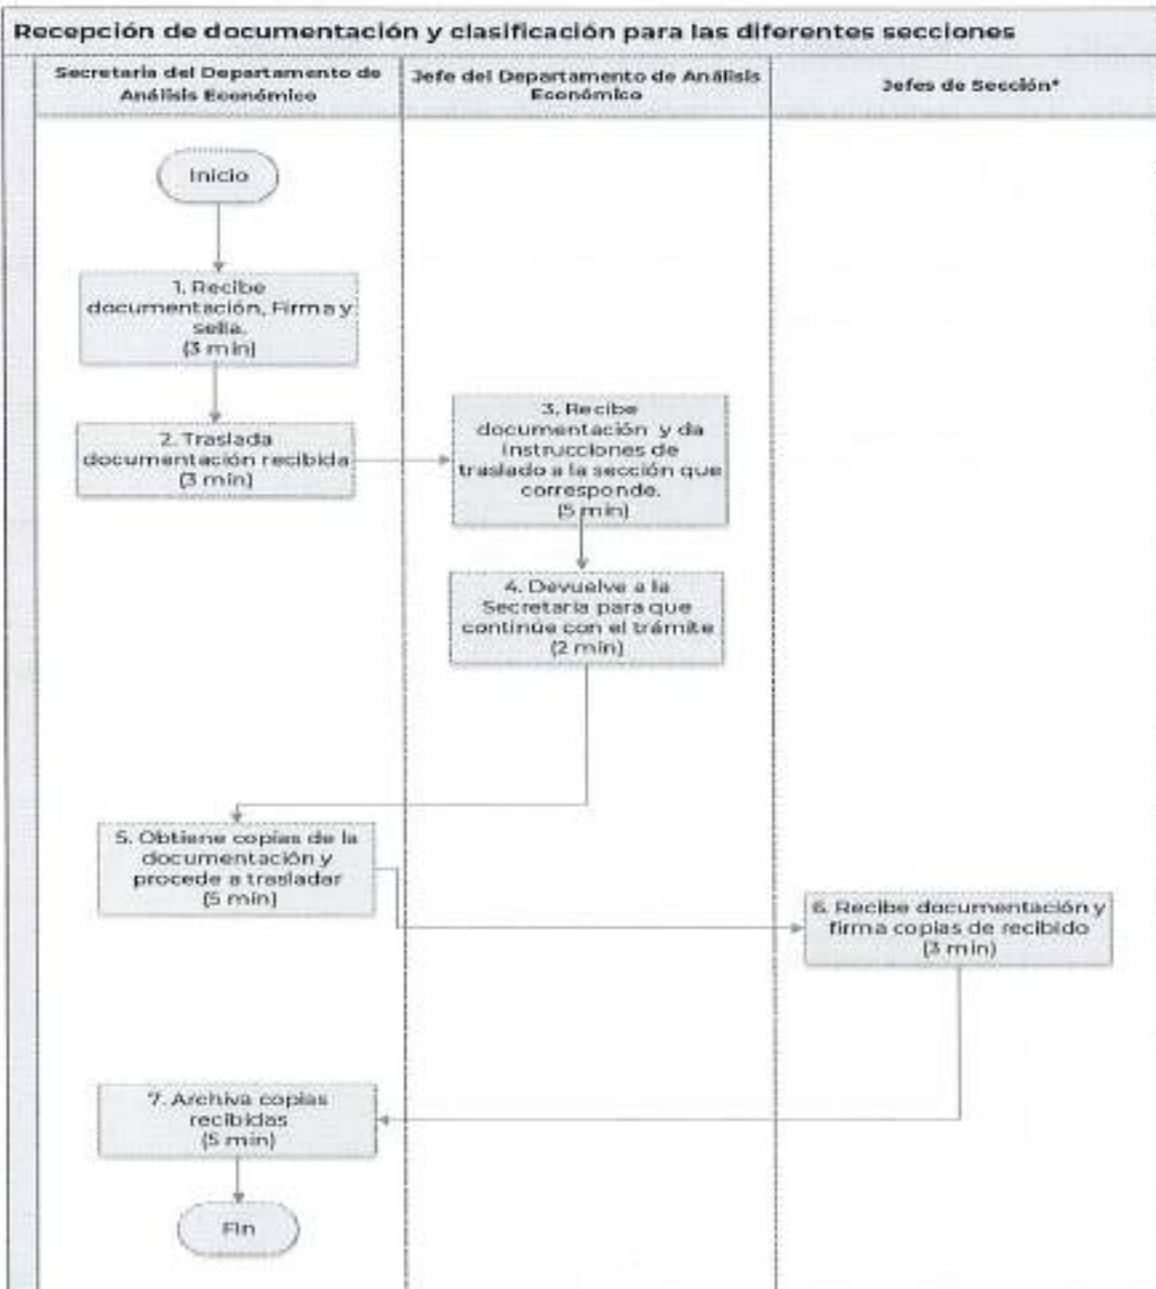 Recepción de documentación y clasificación para las diferentes secciones
Secretaria del Departamento de
Análisis Económico
Jefe del Departamento de Análisis
Económico
Jefes de Sección*
Inicio
1. Recibe
documentación, Firma y
sella.
(3 min)
2. Traslada
documentación recibida
(3 min)
3. Recibe
documentación y da
instrucciones de
traslado a la sección que
corresponde.
(5 min)
4. Devuelve a la
Secretaria para que
continúe con el trámite
(2 min)
5. Obtiene copias de la
documentación y
procede a trasladar
(5 min)
6. Recibe documentación y
firma copias de recibido
(3 min)
7. Archiva copias
recibidas
(5 min)
Fin